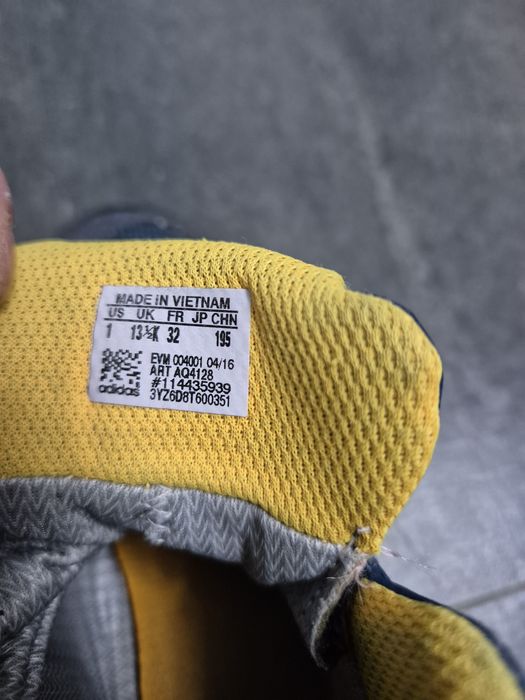 MADE IN VIETNAM
US UK FR JP CHN
1 13½K 32 195
EVM 004001 04/16
ART AQ4128
#114435939
adidas 3YZ6D8T600351